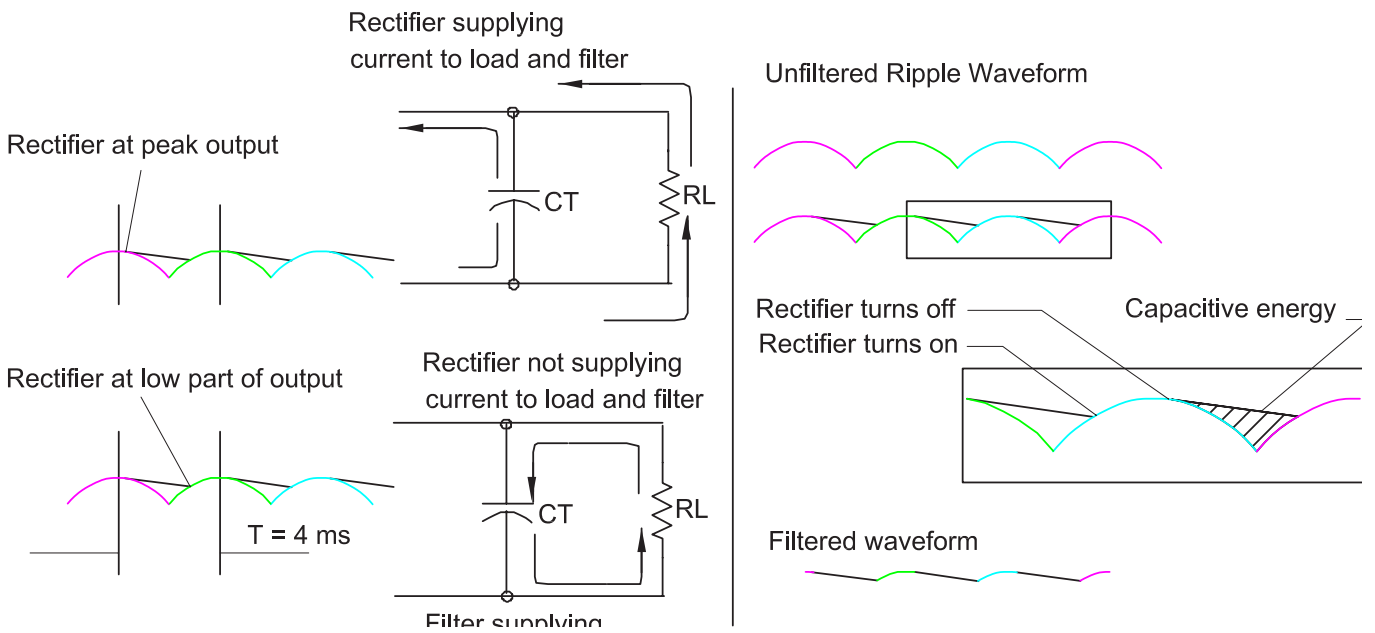 Rectifier supplying
current to load and filter
Rectifier at peak output
CT
RL
Rectifier at low part of output
Rectifier not supplying
current to load and filter
CT
RL
T = 4 ms
Filter supplying
Unfiltered Ripple Waveform
Rectifier turns off
Capacitive energy
Rectifier turns on
Filtered waveform